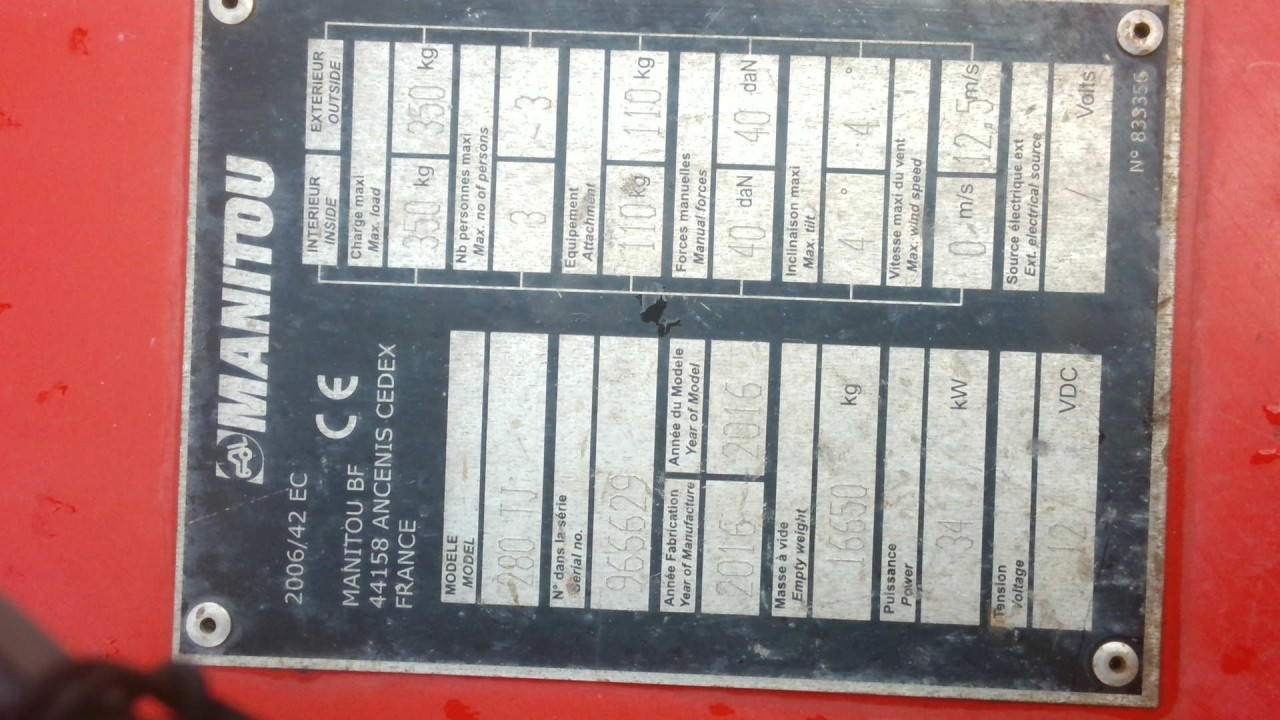 MANITOU
2006/42 EC
CE
MANITOU BF
44158 ANCENIS CEDEX
FRANCE
MODELE
MODEL
280 TJ
N° dans la série
Serial no.
966629
Année Fabrication Année du Modele
Year of Manufacture Year of Model
2016 2016
Masse à vide
Empty weight
16650 kg
Puissance
Power
34 kW
Tension
Voltage
12 VDC
INTERIEUR EXTERIEUR
INSIDE OUTSIDE
Charge maxi
Max. load
350 kg 350 kg
Nb personnes maxi
Max. no of persons
3 3
Equipement
Attachment
110 kg 110 kg
Forces manuelles
Manual forces
40 daN 40 daN
Inclinaison maxi
Max. tilt
4 ° 4 °
Vitesse maxi du vent
Max. wind speed
0 m/s 12,5 m/s
Source électrique ext
Ext. electrical source
/ / Volts
N° 833356